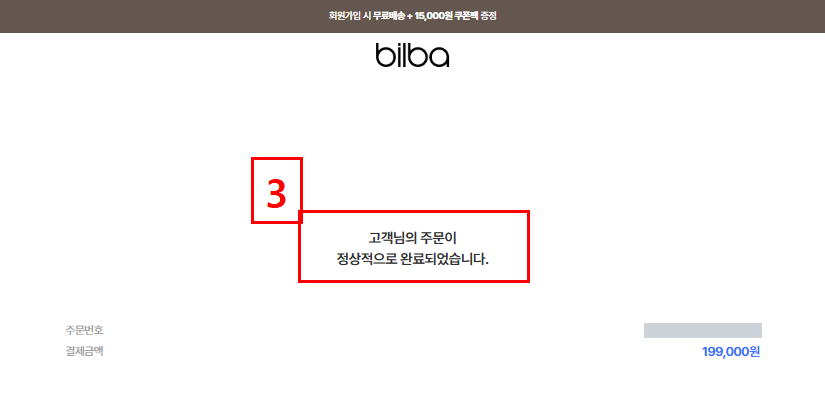 회원가입 시 무료배송 + 15,000원 쿠폰팩 증정
bilba
3
고객님의 주문이
정상적으로 완료되었습니다.
주문번호
결제금액 199,000원